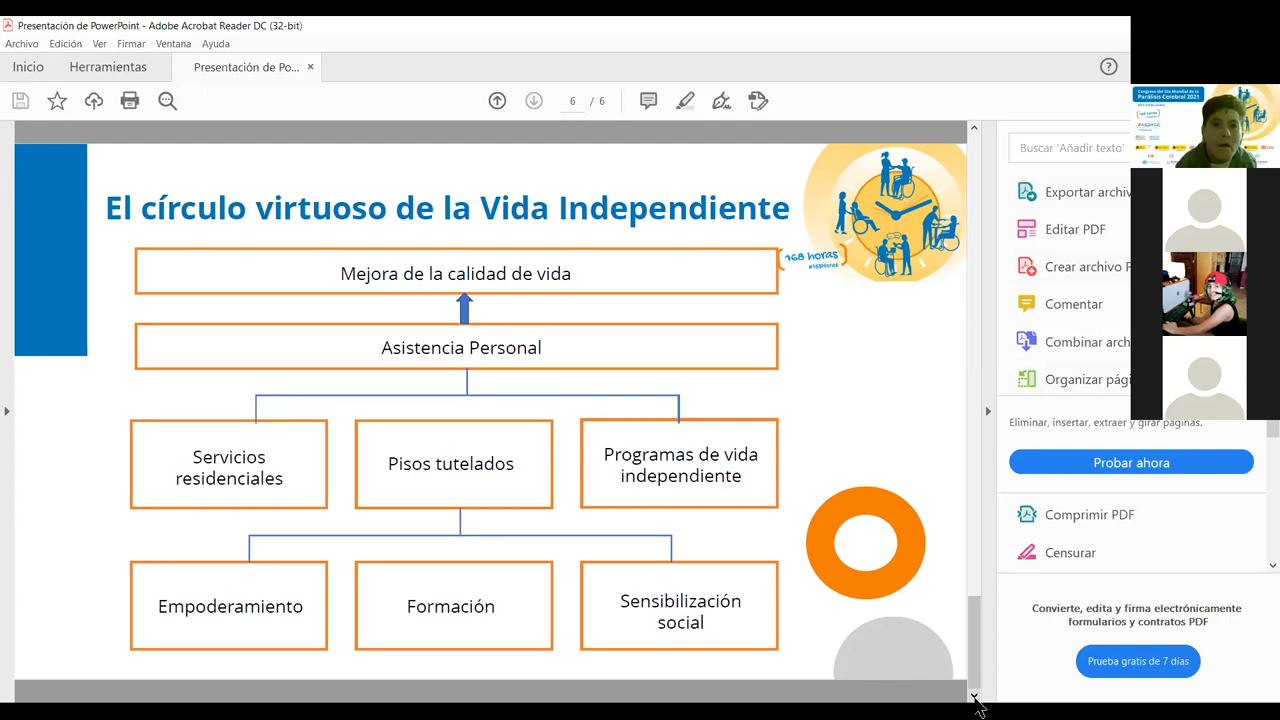 Presentación de PowerPoint - Adobe Acrobat Reader DC (32-bit)
Archivo Edición Ver Firmar Ventana Ayuda
Inicio Herramientas Presentación de Po... ×
6 / 6
El círculo virtuoso de la Vida Independiente
168 horas
#168Horas
Mejora de la calidad de vida
Asistencia Personal
Servicios
residenciales
Pisos tutelados
Programas de vida
independiente
Empoderamiento
Formación
Sensibilización
social
Congreso del Día Mundial de la
Parálisis Cerebral 2021
Buscar 'Añadir texto'
Exportar archiv
Editar PDF
Crear archivo P
Comentar
Combinar arch
Organizar pági
Eliminar, insertar, extraer y girar páginas.
Probar ahora
Comprimir PDF
Censurar
Convierte, edita y firma electrónicamente
formularios y contratos PDF
Prueba gratis de 7 días